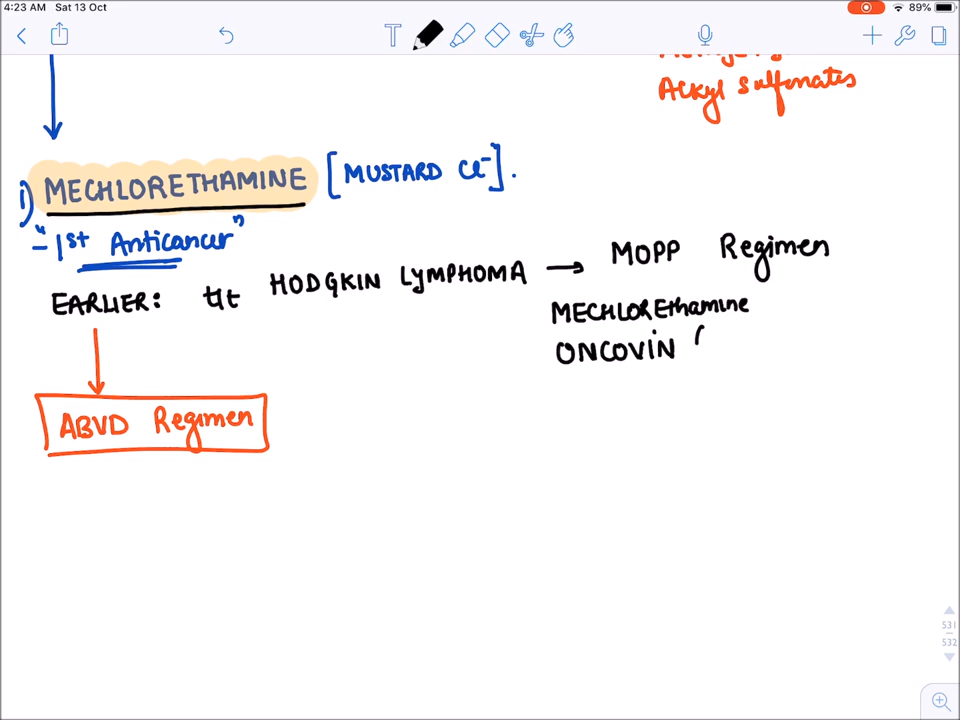 4:23 AM Sat 13 Oct
89%
T
Alkyl Sulfonates
1) MECHLORETHAMINE [MUSTARD Cl⁻].
- "1st Anticancer"
EARLIER: t/t HODGKIN LYMPHOMA → MOPP Regimen
MECHLOREthamine
ONCOVIN (
ABVD Regimen
531
532